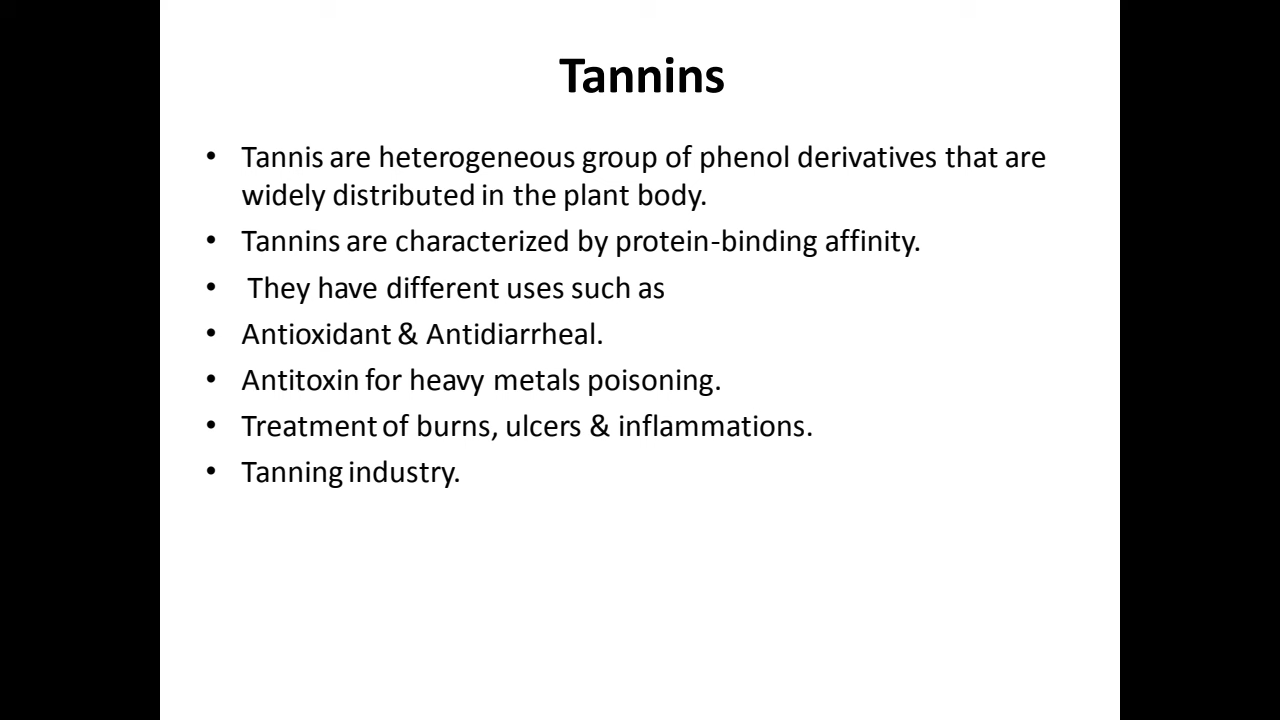 Tannins
• Tannis are heterogeneous group of phenol derivatives that are
widely distributed in the plant body.
• Tannins are characterized by protein-binding affinity.
• They have different uses such as
• Antioxidant & Antidiarrheal.
• Antitoxin for heavy metals poisoning.
• Treatment of burns, ulcers & inflammations.
• Tanning industry.